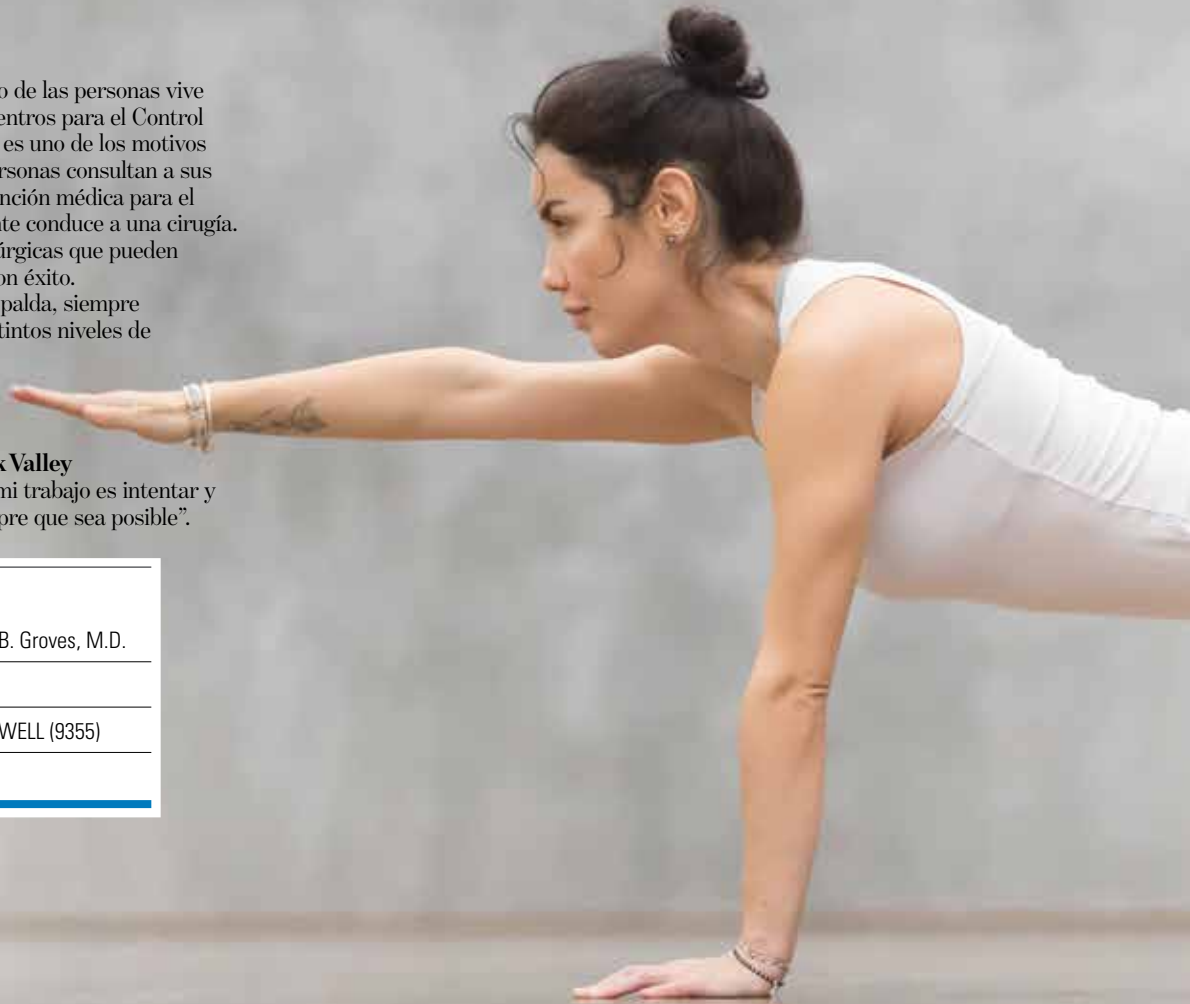 o de las personas vive
entros para el Control
es uno de los motivos
rsonas consultan a sus
nción médica para el
nte conduce a una cirugía.
úrgicas que pueden
on éxito.
palda, siempre
tintos niveles de
x Valley
mi trabajo es intentar y
pre que sea posible”.
B. Groves, M.D.
WELL (9355)